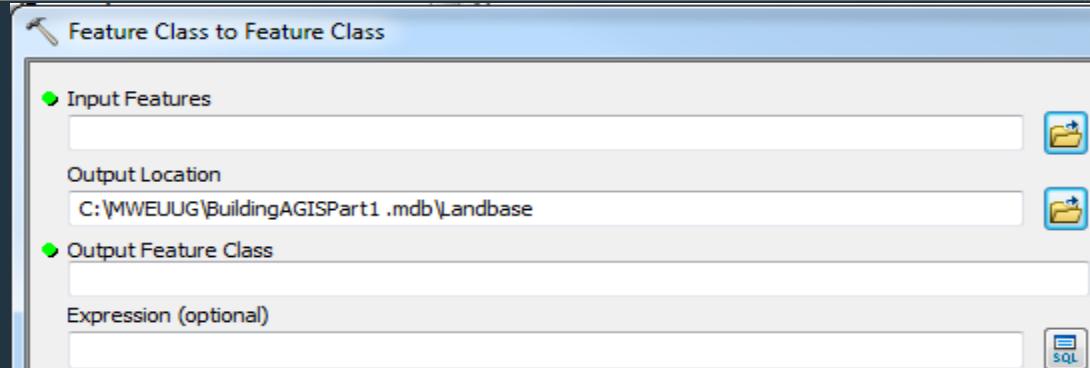 Feature Class to Feature Class
Input Features
Output Location
C:\MWEUUG\BuildingAGISPart1 .mdb\Landbase
Output Feature Class
Expression (optional)
SQL